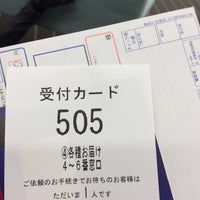 受付カード
505
④各種お届け
4～6番窓口
ご依頼のお手続きでお待ちのお客様は
ただいま1人です